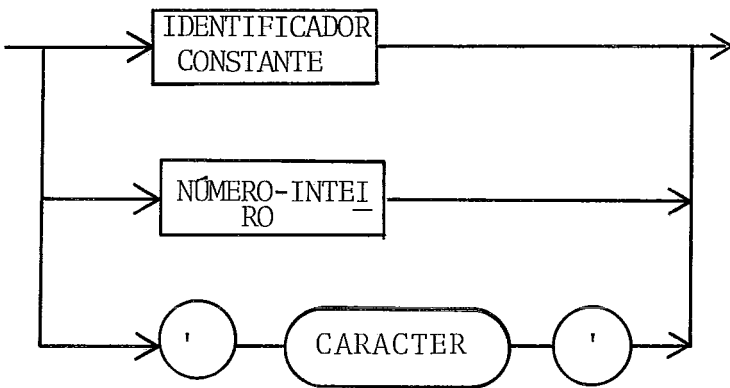 IDENTIFICADOR
CONSTANTE
NÚMERO-INTEI
RO
' CARACTER '